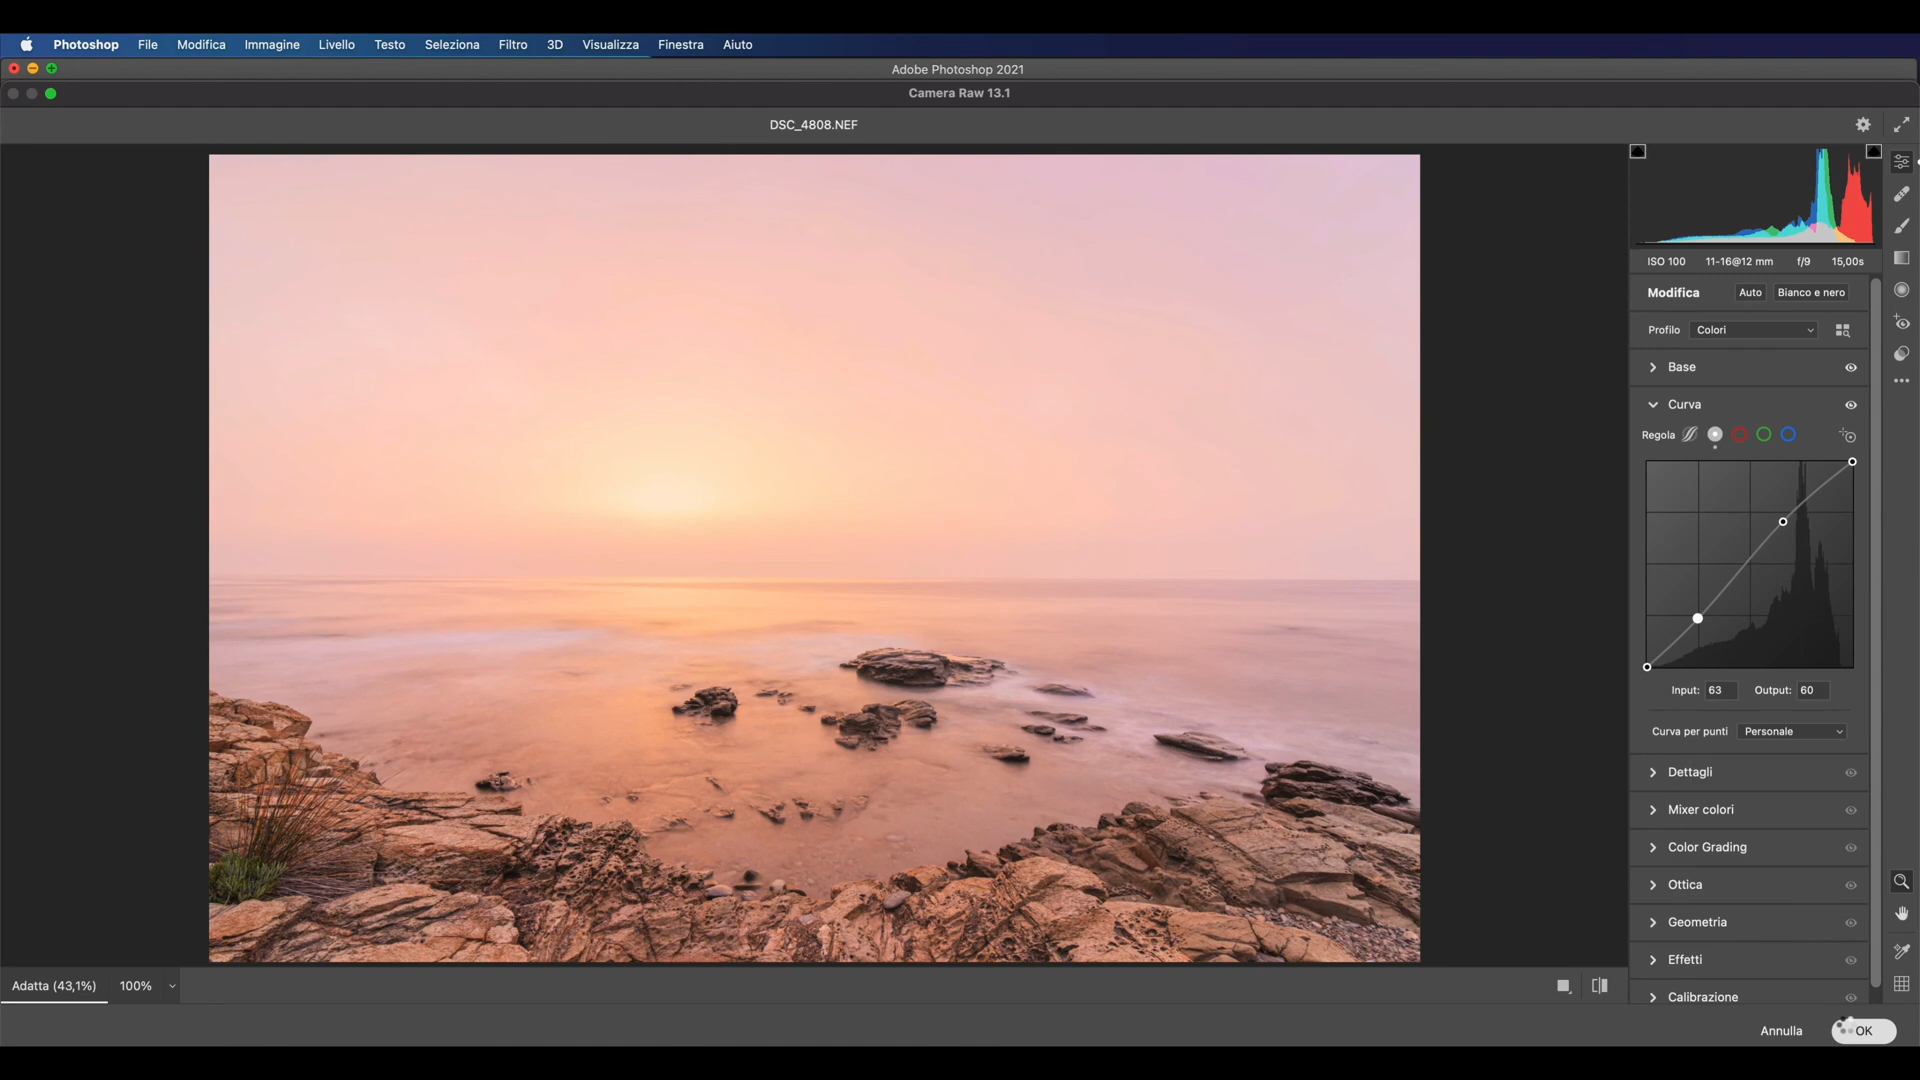 Photoshop File Modifica Immagine Livello Testo Seleziona Filtro 3D Visualizza Finestra Aiuto
Adobe Photoshop 2021
Camera Raw 13.1
DSC_4808.NEF
ISO 100 11-16@12 mm f/9 15,00s
Modifica Auto Bianco e nero
Profilo Colori
Base
Curva
Regola
Input: 63 Output: 60
Curva per punti Personale
Dettagli
Mixer colori
Color Grading
Ottica
Geometria
Effetti
Calibrazione
Adatta (43,1%) 100%
Annulla OK